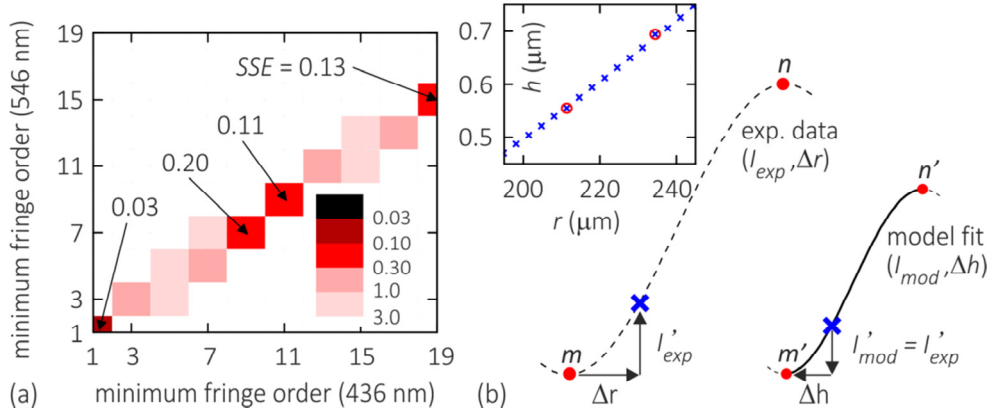 (a)
minimum fringe order (546 nm)
19
15
11
7
3
1
SSE = 0.13
0.11
0.20
0.03
0.03
0.10
0.30
1.0
3.0
1 3 7 11 15 19
minimum fringe order (436 nm)
(b)
h (µm)
0.7
0.6
0.5
200 220 240
r (µm)
n
exp. data
(I_exp, Δr)
n'
model fit
(I_mod, Δh)
m
I'_exp
Δr
m'
I'_mod = I'_exp
Δh